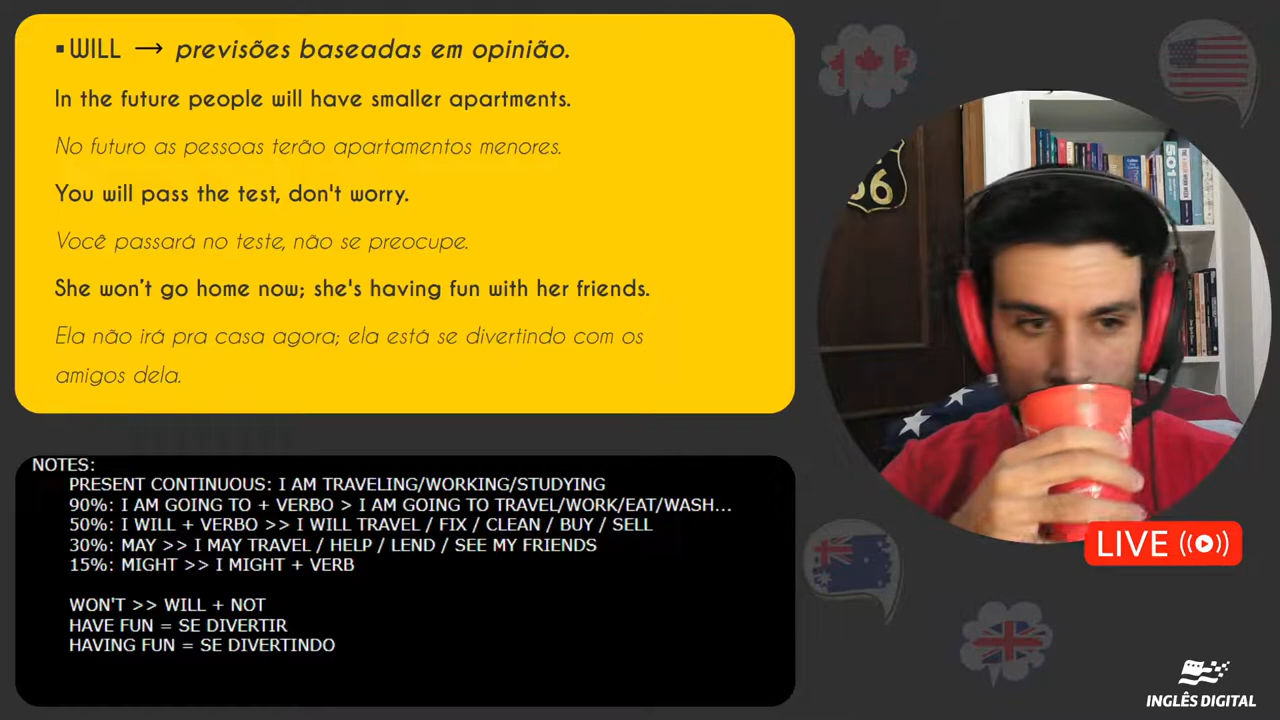 ▪WILL → previsões baseadas em opinião.
In the future people will have smaller apartments.
No futuro as pessoas terão apartamentos menores.
You will pass the test, don't worry.
Você passará no teste, não se preocupe.
She won't go home now; she's having fun with her friends.
Ela não irá pra casa agora; ela está se divertindo com os
amigos dela.
NOTES:
PRESENT CONTINUOUS: I AM TRAVELING/WORKING/STUDYING
90%: I AM GOING TO + VERBO > I AM GOING TO TRAVEL/WORK/EAT/WASH...
50%: I WILL + VERBO >> I WILL TRAVEL / FIX / CLEAN / BUY / SELL
30%: MAY >> I MAY TRAVEL / HELP / LEND / SEE MY FRIENDS
15%: MIGHT >> I MIGHT + VERB
WON'T >> WILL + NOT
HAVE FUN = SE DIVERTIR
HAVING FUN = SE DIVERTINDO
66
501
LIVE
INGLÊS DIGITAL